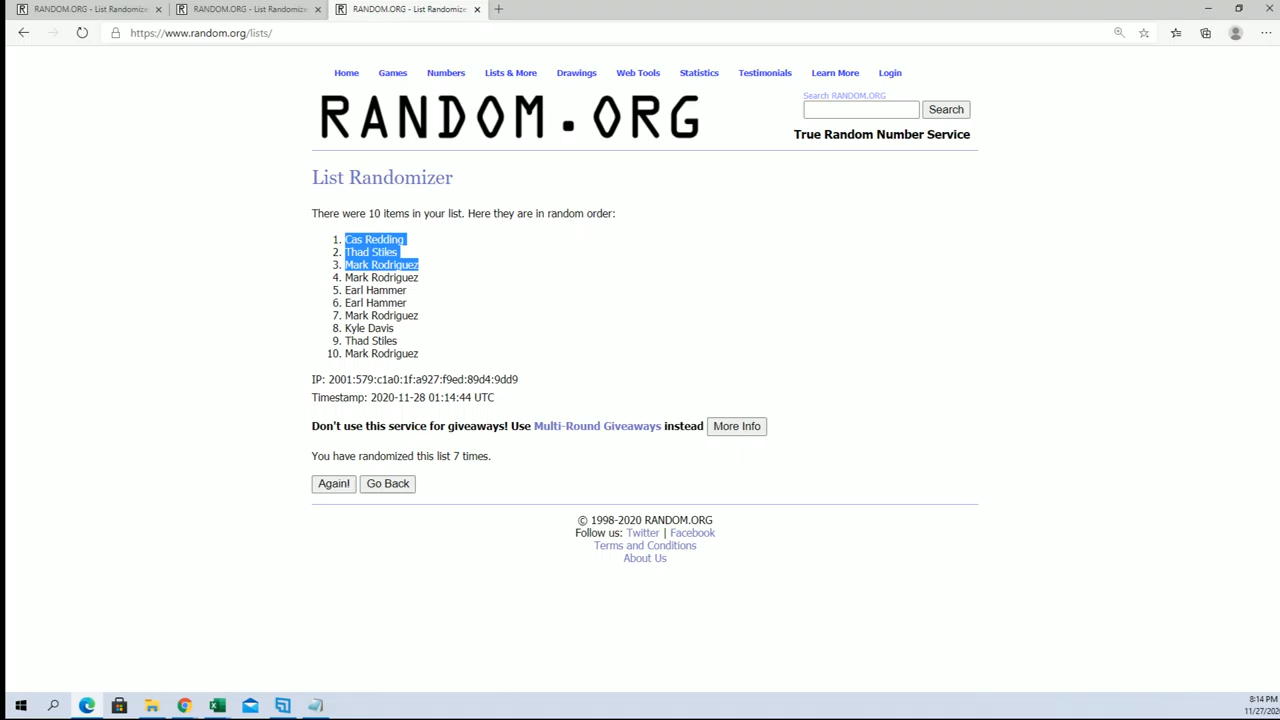 RANDOM.ORG - List Randomize
RANDOM.ORG - List Randomize
RANDOM.ORG - List Randomize
https://www.random.org/lists/
Home Games Numbers Lists & More Drawings Web Tools Statistics Testimonials Learn More Login
RANDOM.ORG
Search RANDOM.ORG
Search
True Random Number Service
List Randomizer
There were 10 items in your list. Here they are in random order:
1. Cas Redding
2. Thad Stiles
3. Mark Rodriguez
4. Mark Rodriguez
5. Earl Hammer
6. Earl Hammer
7. Mark Rodriguez
8. Kyle Davis
9. Thad Stiles
10. Mark Rodriguez
IP: 2001:579:c1a0:1f:a927:f9ed:89d4:9dd9
Timestamp: 2020-11-28 01:14:44 UTC
Don't use this service for giveaways! Use Multi-Round Giveaways instead More Info
You have randomized this list 7 times.
Again! Go Back
© 1998-2020 RANDOM.ORG
Follow us: Twitter | Facebook
Terms and Conditions
About Us
8:14 PM
11/27/202